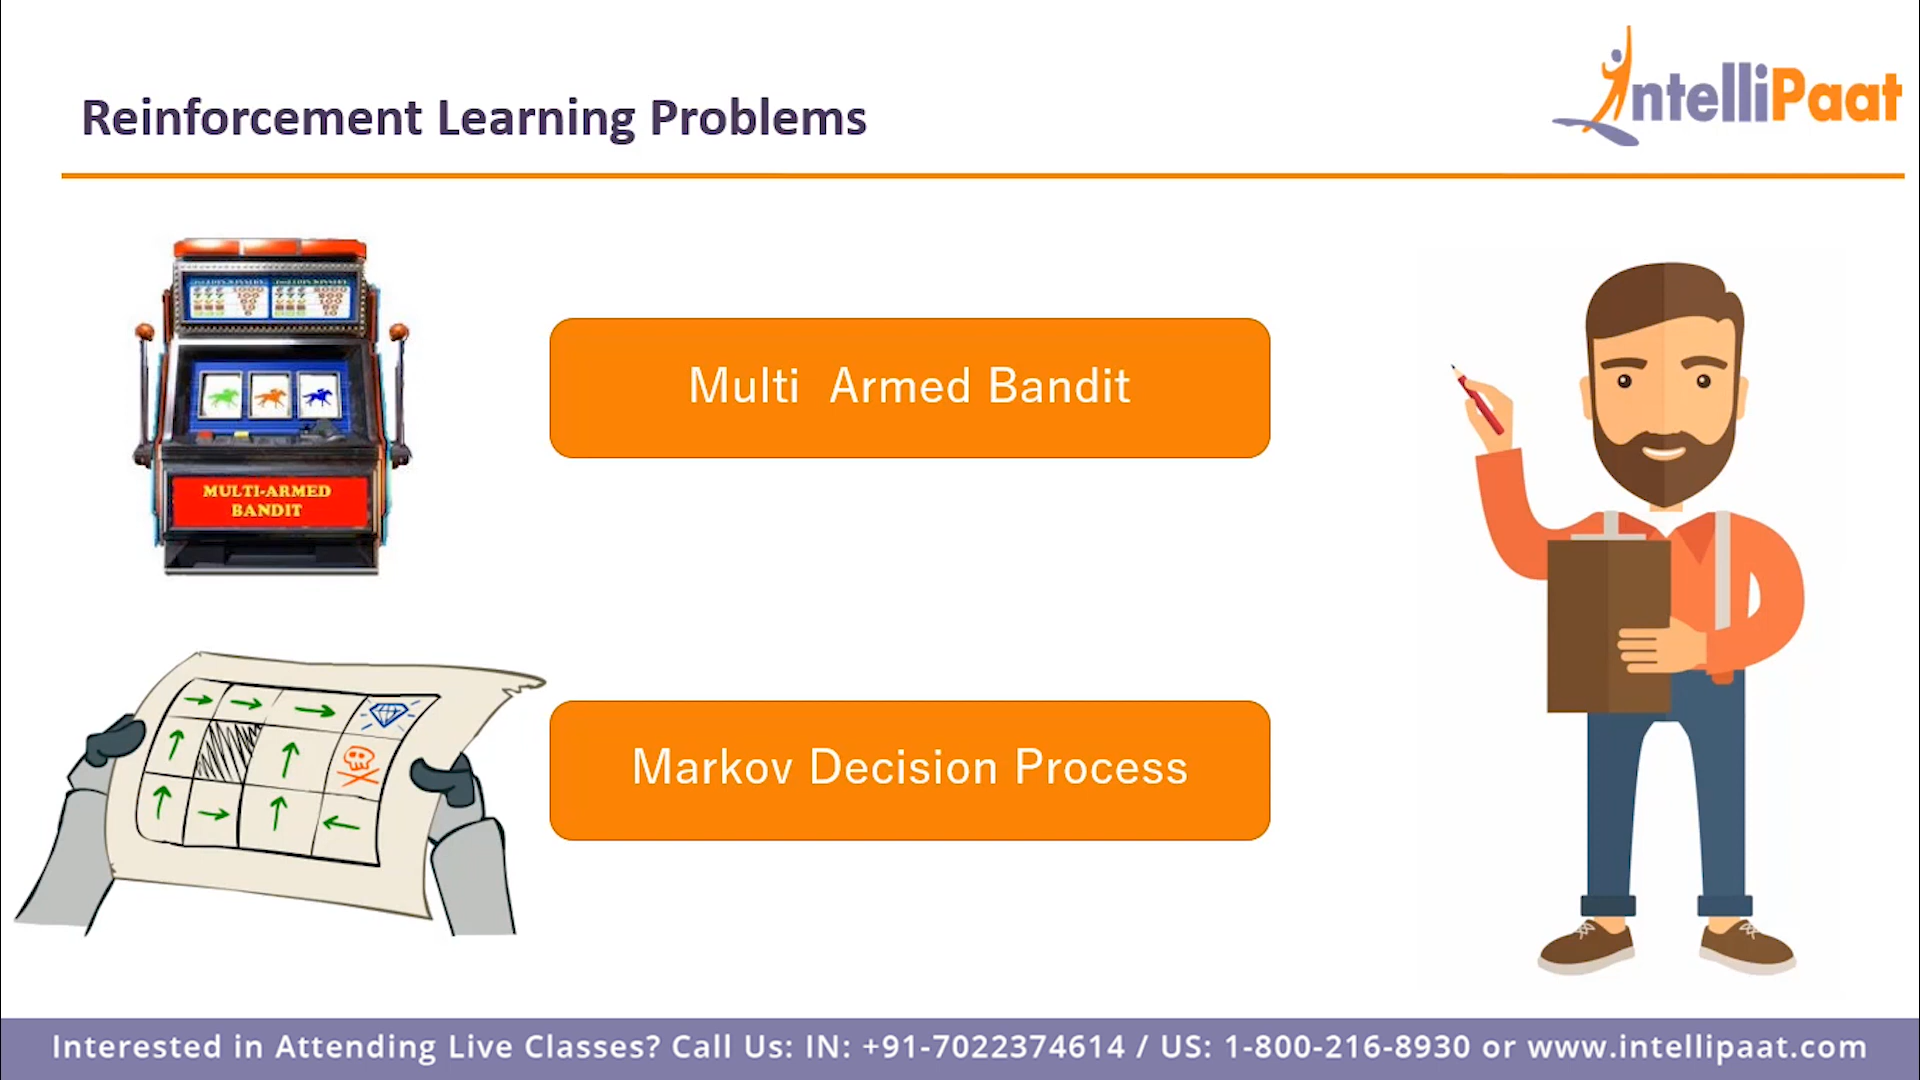 IntelliPaat
Reinforcement Learning Problems
MULTI-ARMED
BANDIT
Multi Armed Bandit
Markov Decision Process
Interested in Attending Live Classes? Call Us: IN: +91-7022374614 / US: 1-800-216-8930 or www.intellipaat.com